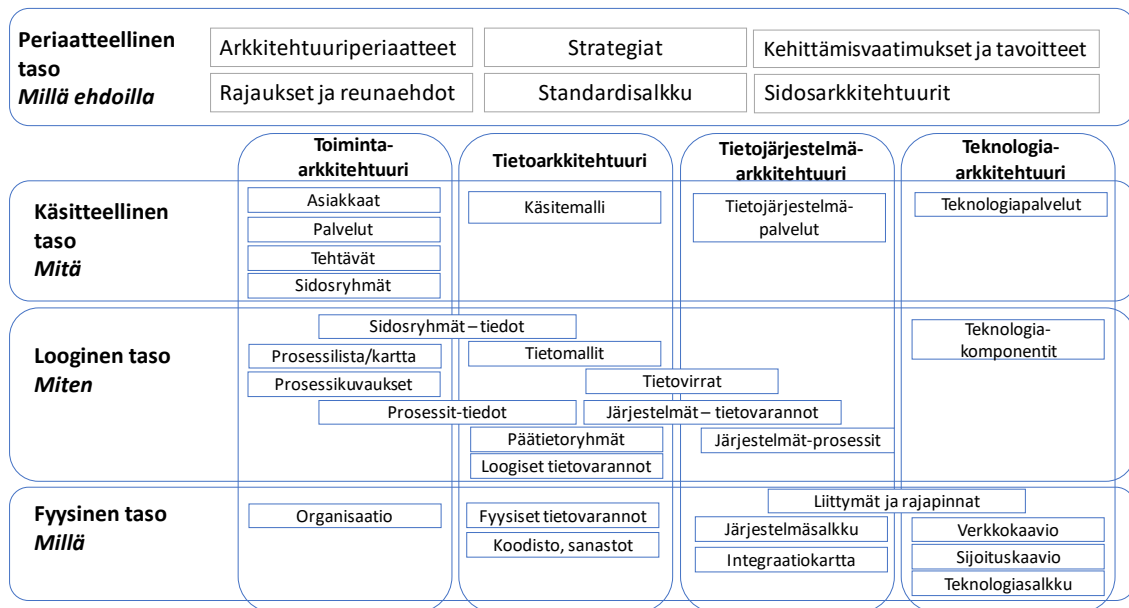 Periaatteellinen
taso
Millä ehdoilla
Arkkitehtuuriperiaatteet
Strategiat
Kehittämisvaatimukset ja tavoitteet
Rajaukset ja reunaehdot
Standardisalkku
Sidosarkkitehtuurit
Toiminta-
arkkitehtuuri
Tietoarkkitehtuuri
Tietojärjestelmä-
arkkitehtuuri
Teknologia-
arkkitehtuuri
Käsitteellinen
taso
Mitä
Asiakkaat
Palvelut
Tehtävät
Sidosryhmät
Käsitemalli
Tietojärjestelmä-
palvelut
Teknologiapalvelut
Looginen taso
Miten
Sidosryhmät – tiedot
Prosessilista/kartta
Tietomallit
Teknologia-
komponentit
Prosessikuvaukset
Tietovirrat
Prosessit-tiedot
Järjestelmät – tietovarannot
Päätietoryhmät
Järjestelmät-prosessit
Loogiset tietovarannot
Fyysinen taso
Millä
Liittymät ja rajapinnat
Organisaatio
Fyysiset tietovarannot
Järjestelmäsalkku
Verkkokaavio
Koodisto, sanastot
Integraatiokartta
Sijoituskaavio
Teknologiasalkku